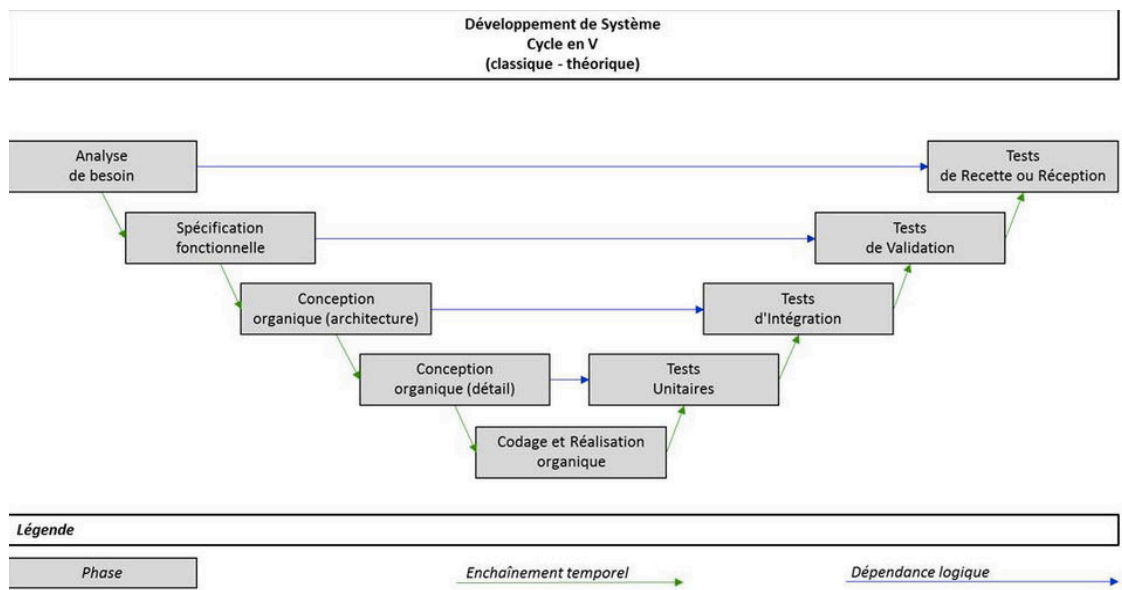 Développement de Système
Cycle en V
(classique - théorique)
Analyse
de besoin
Tests
de Recette ou Réception
Spécification
fonctionnelle
Tests
de Validation
Conception
organique (architecture)
Tests
d'Intégration
Conception
organique (détail)
Tests
Unitaires
Codage et Réalisation
organique
Légende
Phase
Enchaînement temporel
Dépendance logique